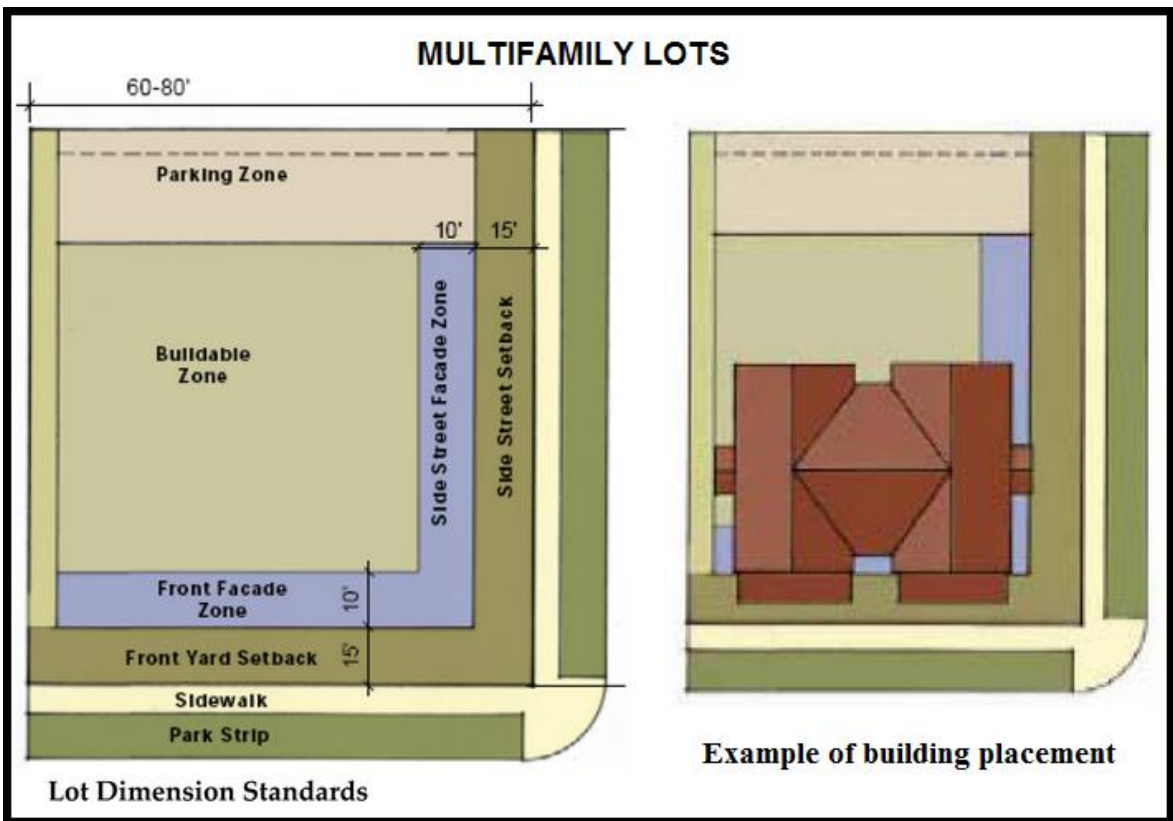 MULTIFAMILY LOTS
60-80'
Parking Zone
10'
15'
Buildable
Zone
Side Street Facade Zone
Side Street Setback
Front Facade
Zone
10'
Front Yard Setback
15'
Sidewalk
Park Strip
Lot Dimension Standards
Example of building placement